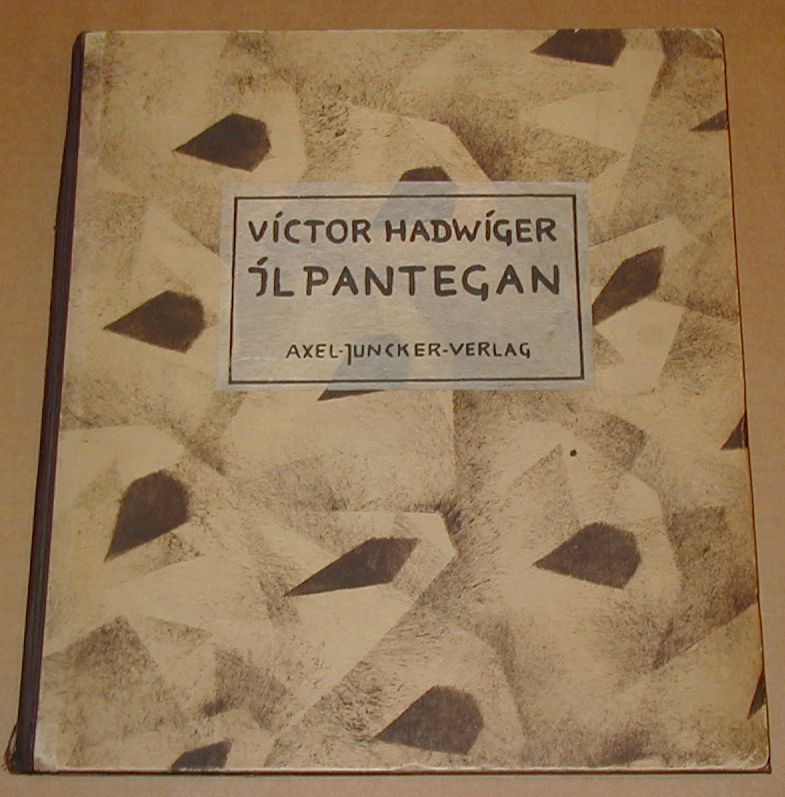 VÍCTOR HADWÍGER
ÍL PANTEGAN
AXEL-JUNCKER-VERLAG